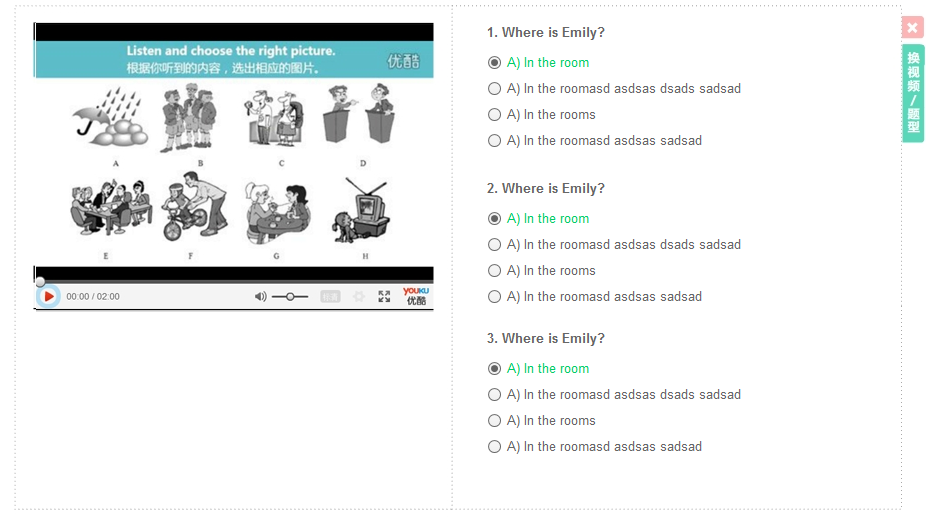 Listen and choose the right picture.
根据你听到的内容，选出相应的图片。
优酷
A
B
C
D
E
F
G
H
00:00 / 02:00
YOUKU
优酷
1. Where is Emily?
A) In the room
A) In the roomasd asdsas dsads sadsad
A) In the rooms
A) In the roomasd asdsas sadsad
2. Where is Emily?
A) In the room
A) In the roomasd asdsas dsads sadsad
A) In the rooms
A) In the roomasd asdsas sadsad
3. Where is Emily?
A) In the room
A) In the roomasd asdsas dsads sadsad
A) In the rooms
A) In the roomasd asdsas sadsad
换视频/题型